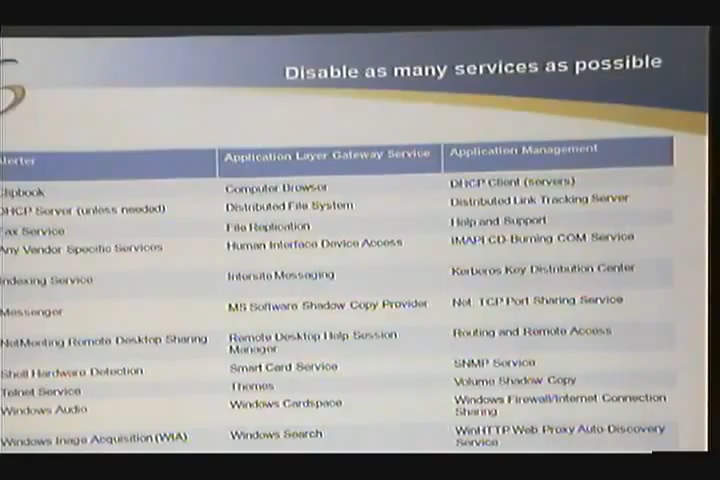 Disable as many services as possible
Alerter Application Layer Gateway Service Application Management
Clipbook Computer Browser DHCP Client (servers)
DHCP Server (unless needed) Distributed File System Distributed Link Tracking Server
Fax Service File Replication Help and Support
Any Vendor Specific Services Human Interface Device Access IMAPI CD-Burning COM Service
Indexing Service Intersite Messaging Kerberos Key Distribution Center
Messenger MS Software Shadow Copy Provider Net. TCP Port Sharing Service
NetMeeting Remote Desktop Sharing Remote Desktop Help Session Routing and Remote Access
Manager
Shell Hardware Detection Smart Card Service SNMP Service
Telnet Service Themes Volume Shadow Copy
Windows Audio Windows Cardspace Windows Firewall/Internet Connection
Sharing
Windows Image Acquisition (WIA) Windows Search WinHTTP Web Proxy Auto-Discovery
Service